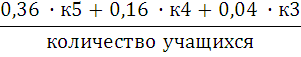 0,36 · к5 + 0,16 · к4 + 0,04 · к3
количество учащихся